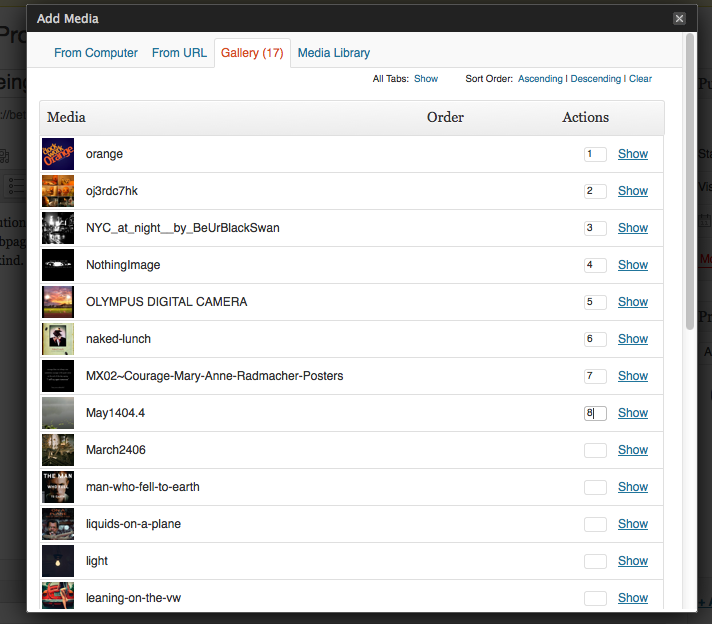 Add Media
From Computer From URL Gallery (17) Media Library
All Tabs: Show Sort Order: Ascending | Descending | Clear
Media Order Actions
orange 1 Show
oj3rdc7hk 2 Show
NYC_at_night__by_BeUrBlackSwan 3 Show
NothingImage 4 Show
OLYMPUS DIGITAL CAMERA 5 Show
naked-lunch 6 Show
MX02~Courage-Mary-Anne-Radmacher-Posters 7 Show
May1404.4 8 Show
March2406 Show
man-who-fell-to-earth Show
liquids-on-a-plane Show
light Show
leaning-on-the-vw Show